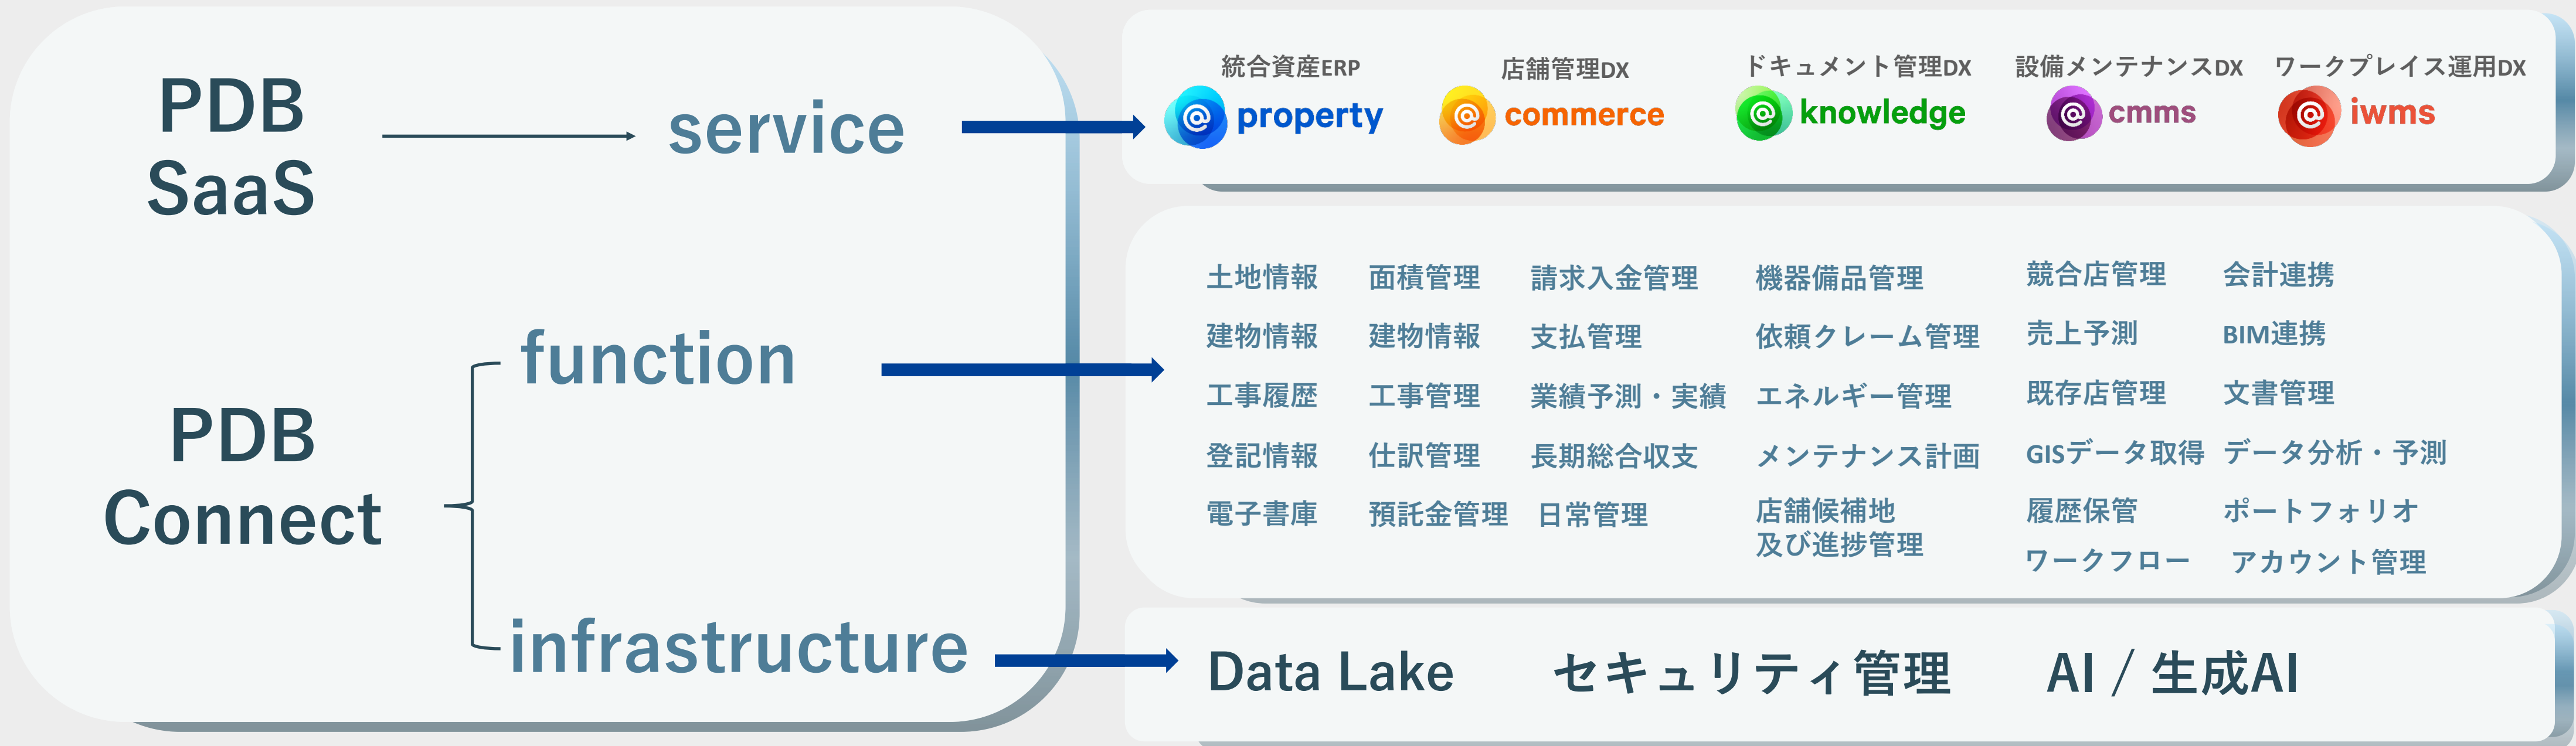 PDB
SaaS
service
PDB
Connect
function
infrastructure
統合資産ERP
@ property
店舗管理DX
@ commerce
ドキュメント管理DX
@ knowledge
設備メンテナンスDX
@ cmms
ワークプレイス運用DX
@ iwms
土地情報 面積管理 請求入金管理 機器備品管理 競合店管理 会計連携
建物情報 建物情報 支払管理 依頼クレーム管理 売上予測 BIM連携
工事履歴 工事管理 業績予測・実績 エネルギー管理 既存店管理 文書管理
登記情報 仕訳管理 長期総合収支 メンテナンス計画 GISデータ取得 データ分析・予測
電子書庫 預託金管理 日常管理 店舗候補地 履歴保管 ポートフォリオ
及び進捗管理 ワークフロー アカウント管理
Data Lake セキュリティ管理 AI / 生成AI